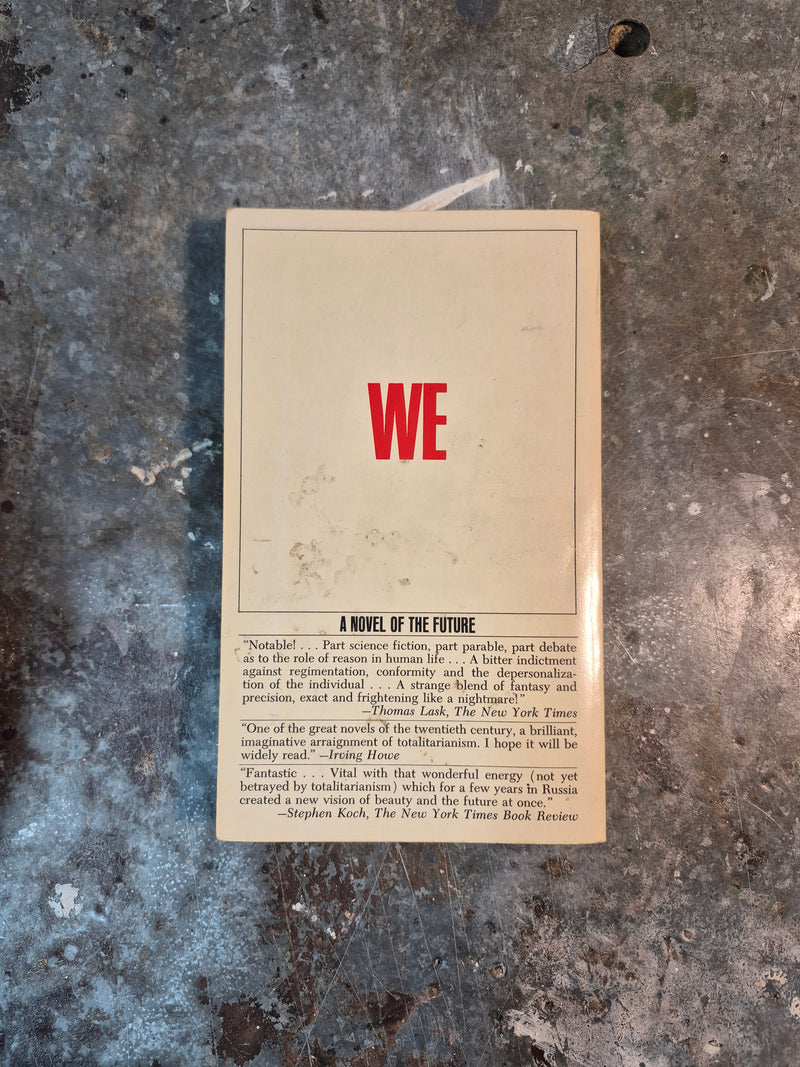 WE
A NOVEL OF THE FUTURE
“Notable! . . . Part science fiction, part parable, part debate
as to the role of reason in human life . . . A bitter indictment
against regimentation, conformity and the depersonaliza-
tion of the individual . . . A strange blend of fantasy and
precision, exact and frightening like a nightmare!”
—Thomas Lask, The New York Times
“One of the great novels of the twentieth century, a brilliant,
imaginative arraignment of totalitarianism. I hope it will be
widely read.” —Irving Howe
“Fantastic . . . Vital with that wonderful energy (not yet
betrayed by totalitarianism) which for a few years in Russia
created a new vision of beauty and the future at once.”
—Stephen Koch, The New York Times Book Review